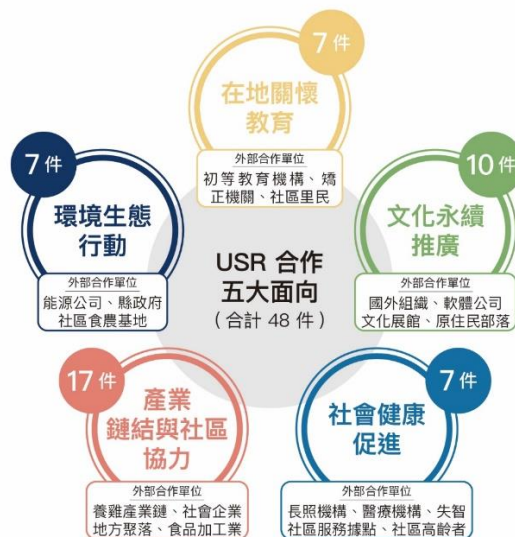 7 件
在地關懷
教育
外部合作單位
初等教育機構、矯
正機關、社區里民
7 件
環境生態
行動
外部合作單位
能源公司、縣政府
社區食農基地
10 件
文化永續
推廣
外部合作單位
國外組織、軟體公司
文化展館、原住民部落
USR 合作
五大面向
(合計 48 件)
17 件
產業
鏈結與社區
協力
外部合作單位
養雞產業鏈、社會企業
地方聚落、食品加工業
7 件
社會健康
促進
外部合作單位
長照機構、醫療機構、失智
社區服務據點、社區高齡者